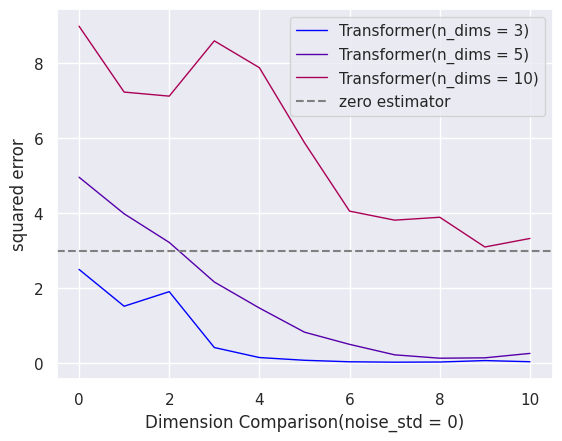 Transformer(n_dims = 3)
Transformer(n_dims = 5)
Transformer(n_dims = 10)
zero estimator
squared error
8
6
4
2
0
0 2 4 6 8 10
Dimension Comparison(noise_std = 0)